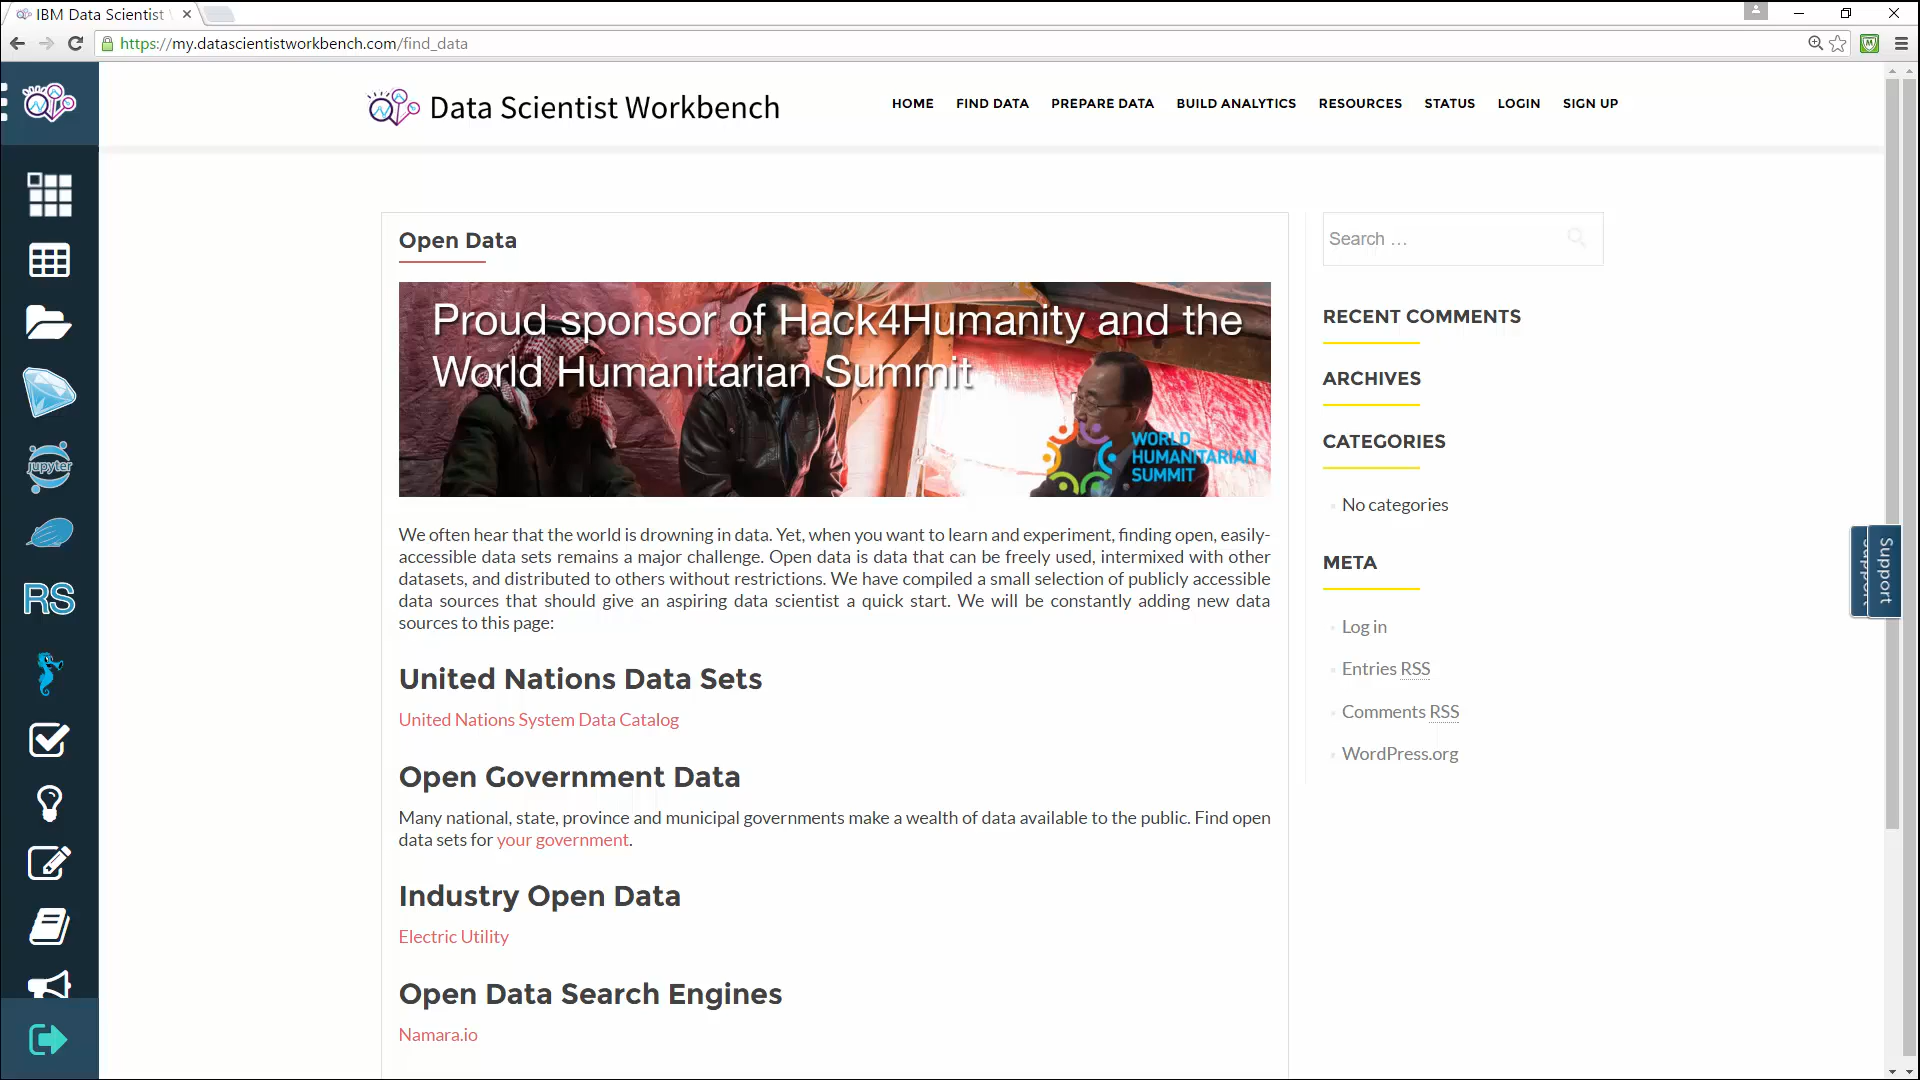 IBM Data Scientist
https://my.datascientistworkbench.com/find_data
Data Scientist Workbench
HOME FIND DATA PREPARE DATA BUILD ANALYTICS RESOURCES STATUS LOGIN SIGN UP
Open Data
Proud sponsor of Hack4Humanity and the
World Humanitarian Summit
WORLD
HUMANITARIAN
SUMMIT
We often hear that the world is drowning in data. Yet, when you want to learn and experiment, finding open, easily-
accessible data sets remains a major challenge. Open data is data that can be freely used, intermixed with other
datasets, and distributed to others without restrictions. We have compiled a small selection of publicly accessible
data sources that should give an aspiring data scientist a quick start. We will be constantly adding new data
sources to this page:
United Nations Data Sets
United Nations System Data Catalog
Open Government Data
Many national, state, province and municipal governments make a wealth of data available to the public. Find open
data sets for your government.
Industry Open Data
Electric Utility
Open Data Search Engines
Namara.io
Search ...
RECENT COMMENTS
ARCHIVES
CATEGORIES
No categories
META
Log in
Entries RSS
Comments RSS
WordPress.org
Support
jupyter
RS